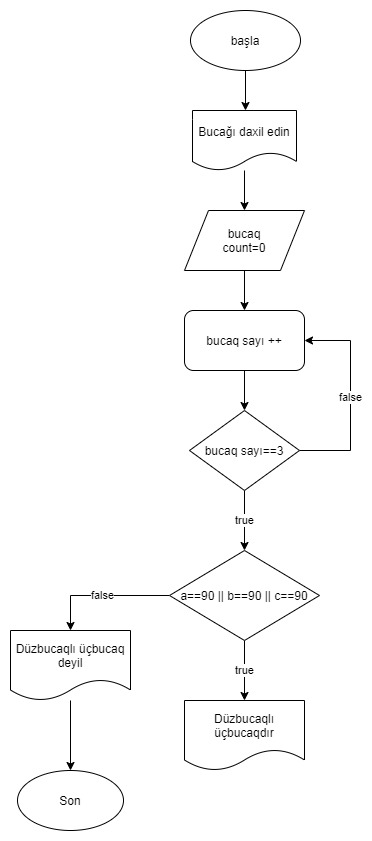 başla
Bucağı daxil edin
bucaq
count=0
bucaq sayı ++
false
bucaq sayı==3
true
a==90 || b==90 || c==90
false
true
Düzbucaqlı üçbucaq
deyil
Düzbucaqlı
üçbucaqdır
Son